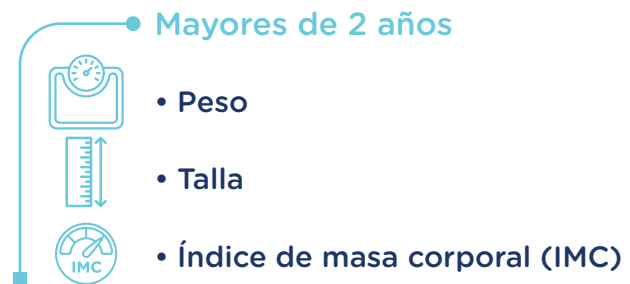 Mayores de 2 años
• Peso
• Talla
IMC
• Índice de masa corporal (IMC)